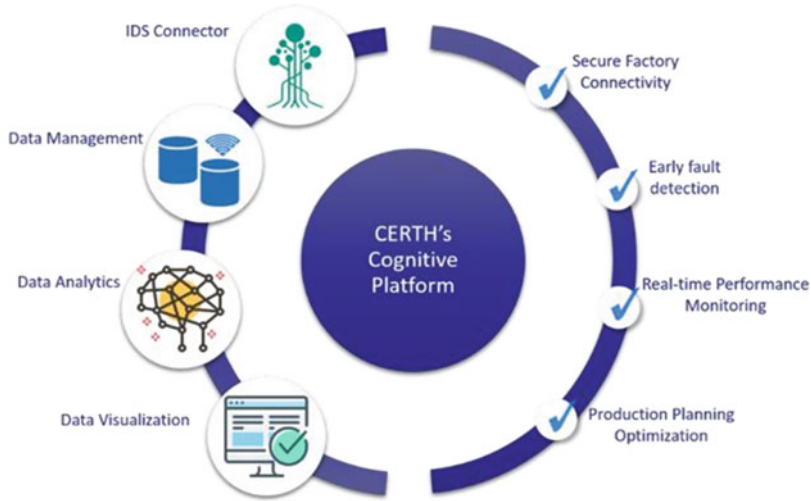 IDS Connector
Data Management
Data Analytics
Data Visualization
CERTH's
Cognitive
Platform
Secure Factory
Connectivity
Early fault
detection
Real-time Performance
Monitoring
Production Planning
Optimization